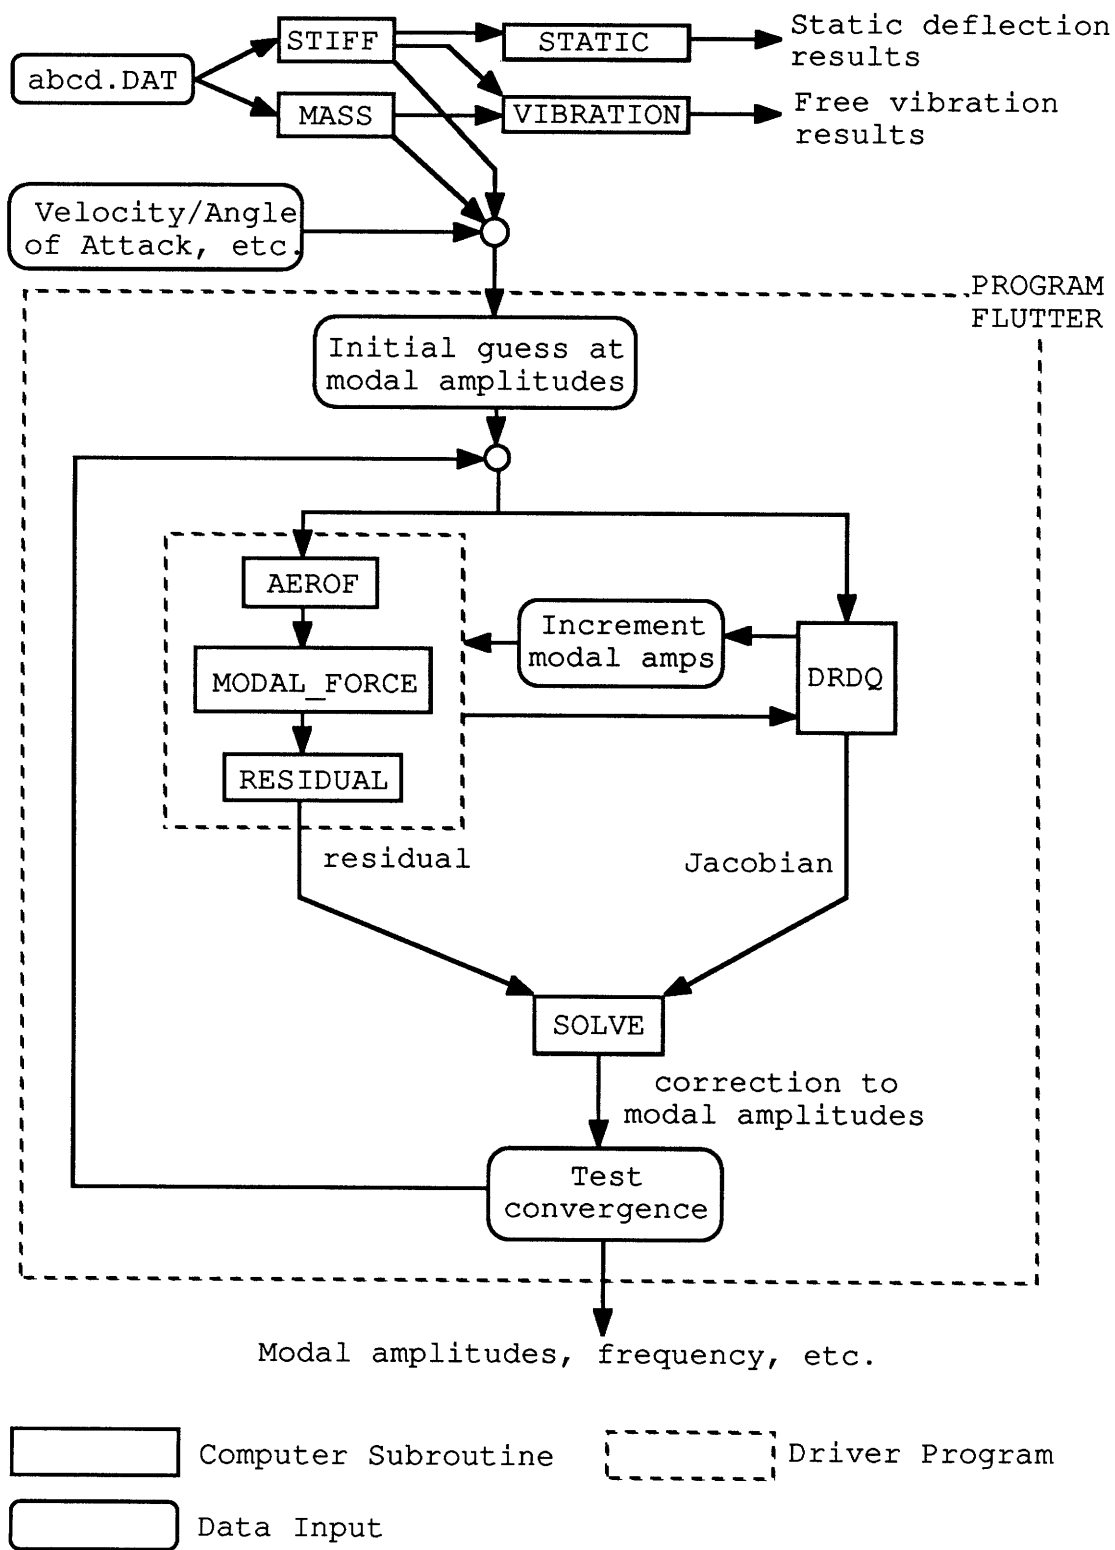 STIFF
STATIC
Static deflection
results
abcd.DAT
MASS
VIBRATION
Free vibration
results
Velocity/Angle
of Attack, etc.
PROGRAM
FLUTTER
Initial guess at
modal amplitudes
AEROF
Increment
modal amps
DRDQ
MODAL_FORCE
RESIDUAL
residual
Jacobian
SOLVE
correction to
modal amplitudes
Test
convergence
Modal amplitudes, frequency, etc.
Computer Subroutine
Driver Program
Data Input